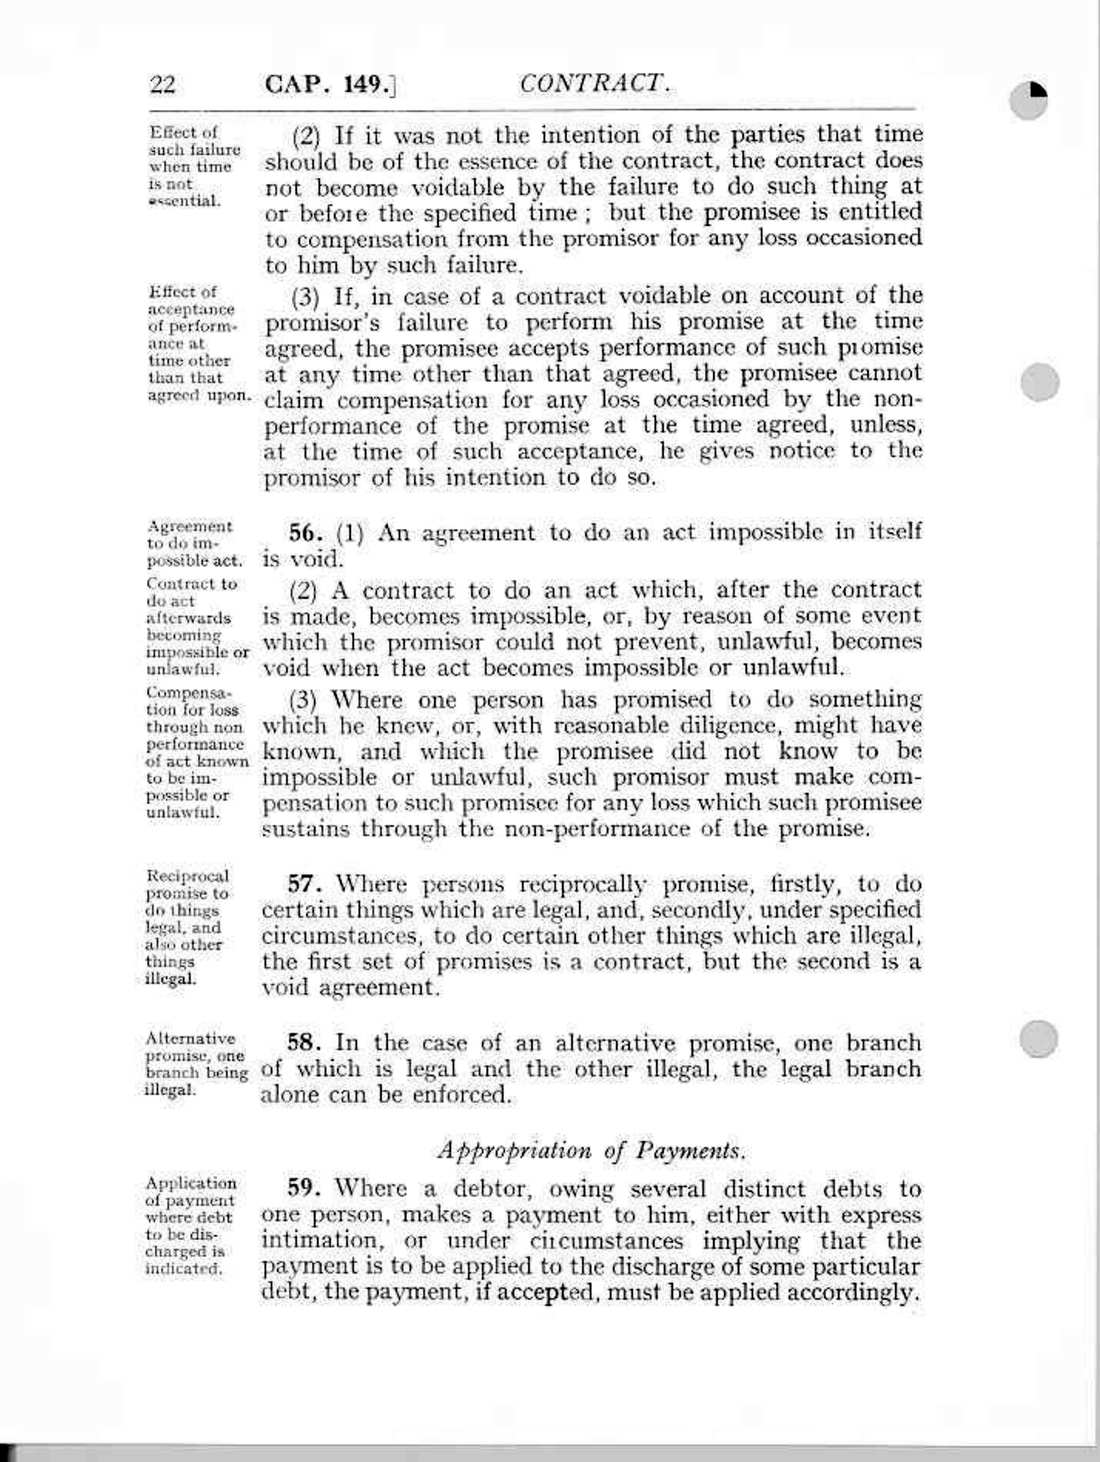 22 CAP. 149.] CONTRACT.
Effect of
such failure
when time
is not
essential.
(2) If it was not the intention of the parties that time
should be of the essence of the contract, the contract does
not become voidable by the failure to do such thing at
or before the specified time ; but the promisee is entitled
to compensation from the promisor for any loss occasioned
to him by such failure.
Effect of
acceptance
of perform-
ance at
time other
than that
agreed upon.
(3) If, in case of a contract voidable on account of the
promisor's failure to perform his promise at the time
agreed, the promisee accepts performance of such promise
at any time other than that agreed, the promisee cannot
claim compensation for any loss occasioned by the non-
performance of the promise at the time agreed, unless,
at the time of such acceptance, he gives notice to the
promisor of his intention to do so.
Agreement
to do im-
possible act.
56. (1) An agreement to do an act impossible in itself
is void.
Contract to
do act
afterwards
becoming
impossible or
unlawful.
(2) A contract to do an act which, after the contract
is made, becomes impossible, or, by reason of some event
which the promisor could not prevent, unlawful, becomes
void when the act becomes impossible or unlawful.
Compensa-
tion for loss
through non
performance
of act known
to be im-
possible or
unlawful.
(3) Where one person has promised to do something
which he knew, or, with reasonable diligence, might have
known, and which the promisee did not know to be
impossible or unlawful, such promisor must make com-
pensation to such promisee for any loss which such promisee
sustains through the non-performance of the promise.
Reciprocal
promise to
do things
legal, and
also other
things
illegal.
57. Where persons reciprocally promise, firstly, to do
certain things which are legal, and, secondly, under specified
circumstances, to do certain other things which are illegal,
the first set of promises is a contract, but the second is a
void agreement.
Alternative
promise, one
branch being
illegal.
58. In the case of an alternative promise, one branch
of which is legal and the other illegal, the legal branch
alone can be enforced.
Appropriation of Payments.
Application
of payment
where debt
to be dis-
charged is
indicated.
59. Where a debtor, owing several distinct debts to
one person, makes a payment to him, either with express
intimation, or under circumstances implying that the
payment is to be applied to the discharge of some particular
debt, the payment, if accepted, must be applied accordingly.